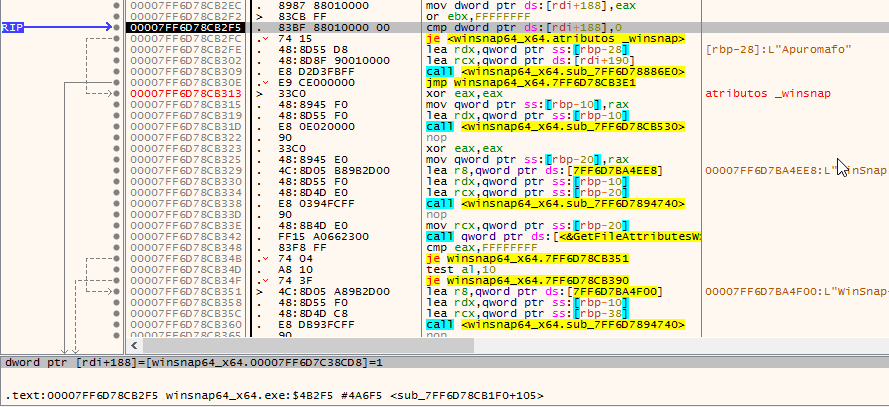 00007FF6D78CB2EC . 8987 88010000 mov dword ptr ds:[rdi+188],eax
00007FF6D78CB2F2 > 83CB FF or ebx,FFFFFFFF
RIP 00007FF6D78CB2F5 . 83BF 88010000 00 cmp dword ptr ds:[rdi+188],0
00007FF6D78CB2FC . 74 15 je <winsnap64_x64.atributos _winsnap>
00007FF6D78CB2FE . 48:8D55 D8 lea rdx,qword ptr ss:[rbp-28] [rbp-28]:L"Apuromafo"
00007FF6D78CB302 . 48:8D8F 90010000 lea rcx,qword ptr ds:[rdi+190]
00007FF6D78CB309 . E8 D2D3FBFF call <winsnap64_x64.sub_7FF6D78886E0>
00007FF6D78CB30E . E9 CE000000 jmp winsnap64_x64.7FF6D78CB3E1
00007FF6D78CB313 > 33C0 xor eax,eax atributos _winsnap
00007FF6D78CB315 . 48:8945 F0 mov qword ptr ss:[rbp-10],rax
00007FF6D78CB319 . 48:8D55 F0 lea rdx,qword ptr ss:[rbp-10]
00007FF6D78CB31D . E8 0E020000 call <winsnap64_x64.sub_7FF6D78CB530>
00007FF6D78CB322 . 90 nop
00007FF6D78CB323 . 33C0 xor eax,eax
00007FF6D78CB325 . 48:8945 E0 mov qword ptr ss:[rbp-20],rax
00007FF6D78CB329 . 4C:8D05 B89B2D00 lea r8,qword ptr ds:[7FF6D7BA4EE8] 00007FF6D7BA4EE8:L"WinSnap
00007FF6D78CB330 . 48:8D55 F0 lea rdx,qword ptr ss:[rbp-10]
00007FF6D78CB334 . 48:8D4D E0 lea rcx,qword ptr ss:[rbp-20]
00007FF6D78CB338 . E8 0394FCFF call <winsnap64_x64.sub_7FF6D7894740>
00007FF6D78CB33D . 90 nop
00007FF6D78CB33E . 48:8B4D E0 mov rcx,qword ptr ss:[rbp-20]
00007FF6D78CB342 . FF15 A0662300 call qword ptr ds:[<&GetFileAttributesW>
00007FF6D78CB348 . 83F8 FF cmp eax,FFFFFFFF
00007FF6D78CB34B . 74 04 je winsnap64_x64.7FF6D78CB351
00007FF6D78CB34D . A8 10 test al,10
00007FF6D78CB34F . 74 3F je winsnap64_x64.7FF6D78CB390
00007FF6D78CB351 > 4C:8D05 A89B2D00 lea r8,qword ptr ds:[7FF6D7BA4F00] 00007FF6D7BA4F00:L"WinSnap-
00007FF6D78CB358 . 48:8D55 F0 lea rdx,qword ptr ss:[rbp-10]
00007FF6D78CB35C . 48:8D4D C8 lea rcx,qword ptr ss:[rbp-38]
00007FF6D78CB360 . E8 DB93FCFF call <winsnap64_x64.sub_7FF6D7894740>
00007FF6D78CB365 . 90 nop
dword ptr [rdi+188]=[winsnap64_x64.00007FF6D7C38CD8]=1
.text:00007FF6D78CB2F5 winsnap64_x64.exe:$4B2F5 #4A6F5 <sub_7FF6D78CB1F0+105>